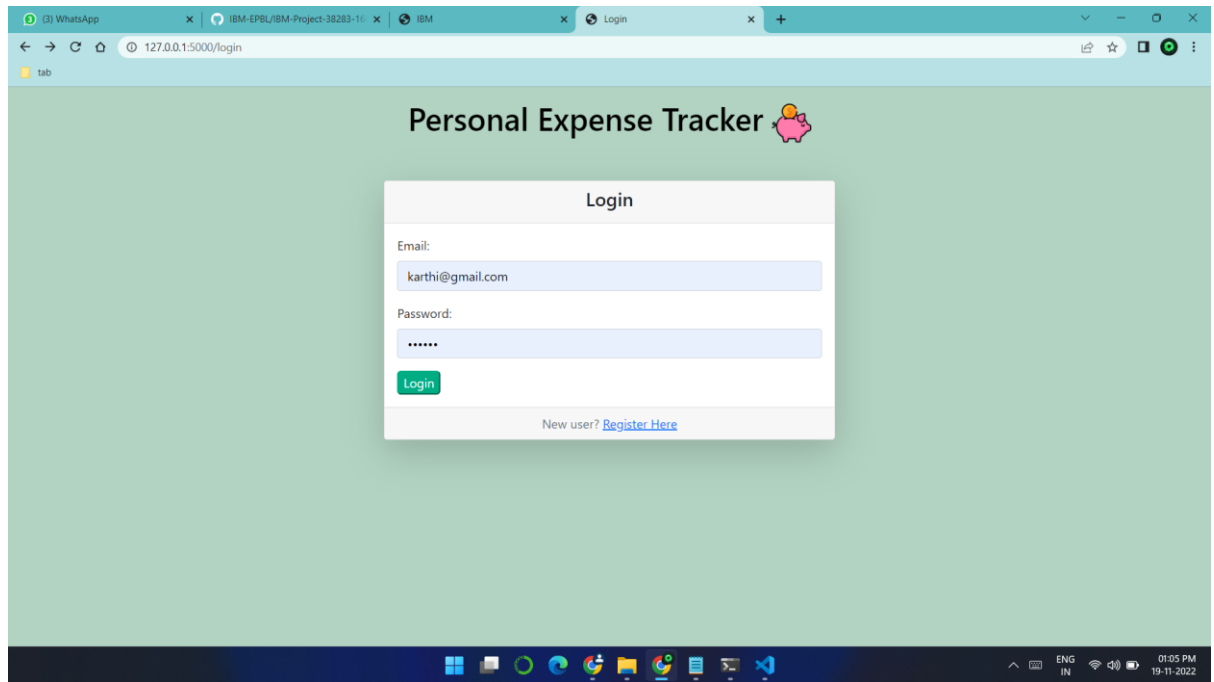 (3) WhatsApp
IBM-EPBL/IBM-Project-38283-16
IBM
Login
127.0.0.1:5000/login
tab
Personal Expense Tracker
Login
Email:
karthi@gmail.com
Password:
••••••
Login
New user? Register Here
ENG
IN
01:05 PM
19-11-2022